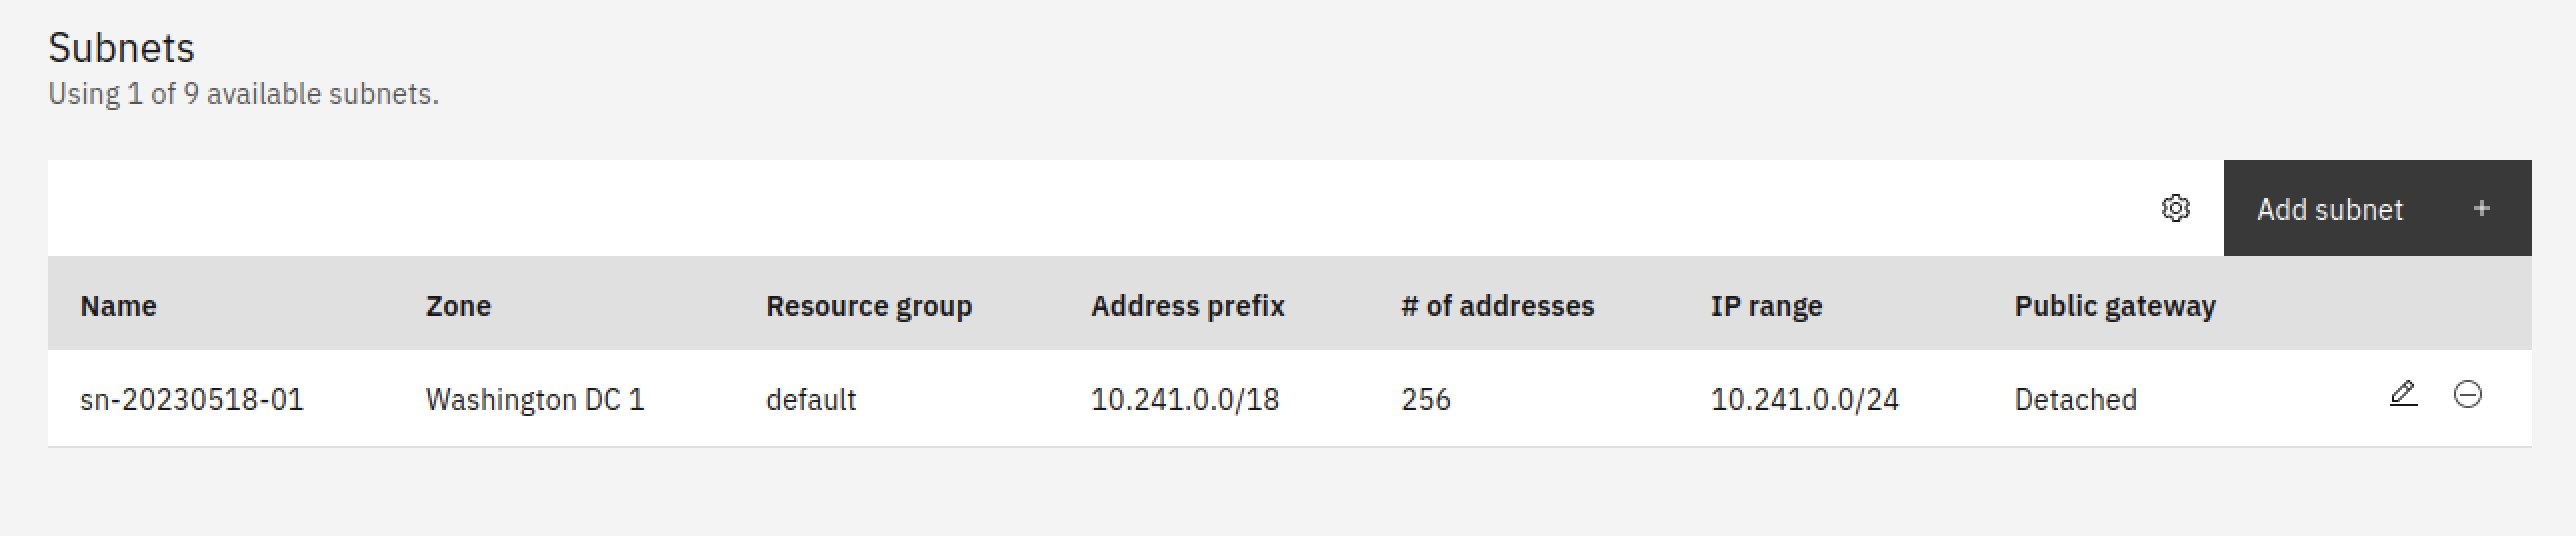 Subnets
Using 1 of 9 available subnets.
Add subnet +
Name Zone Resource group Address prefix # of addresses IP range Public gateway
sn-20230518-01 Washington DC 1 default 10.241.0.0/18 256 10.241.0.0/24 Detached